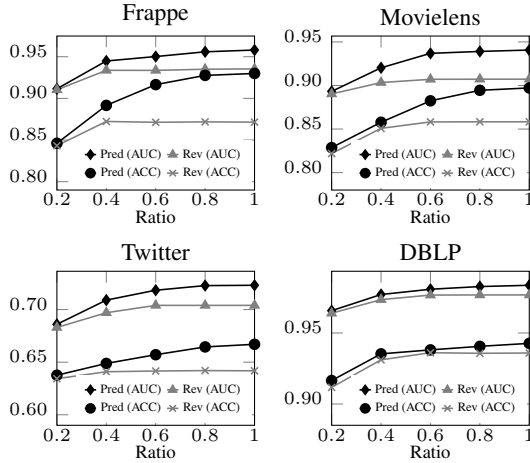 Frappe
0.95
0.90
0.85
0.80
Pred (AUC) Rev (AUC)
Pred (ACC) Rev (ACC)
0.2 0.4 0.6 0.8 1
Ratio
Movielens
0.95
0.90
0.85
0.80
Pred (AUC) Rev (AUC)
Pred (ACC) Rev (ACC)
0.2 0.4 0.6 0.8 1
Ratio
Twitter
0.70
0.65
0.60
Pred (AUC) Rev (AUC)
Pred (ACC) Rev (ACC)
0.2 0.4 0.6 0.8 1
Ratio
DBLP
0.95
0.90
Pred (AUC) Rev (AUC)
Pred (ACC) Rev (ACC)
0.2 0.4 0.6 0.8 1
Ratio